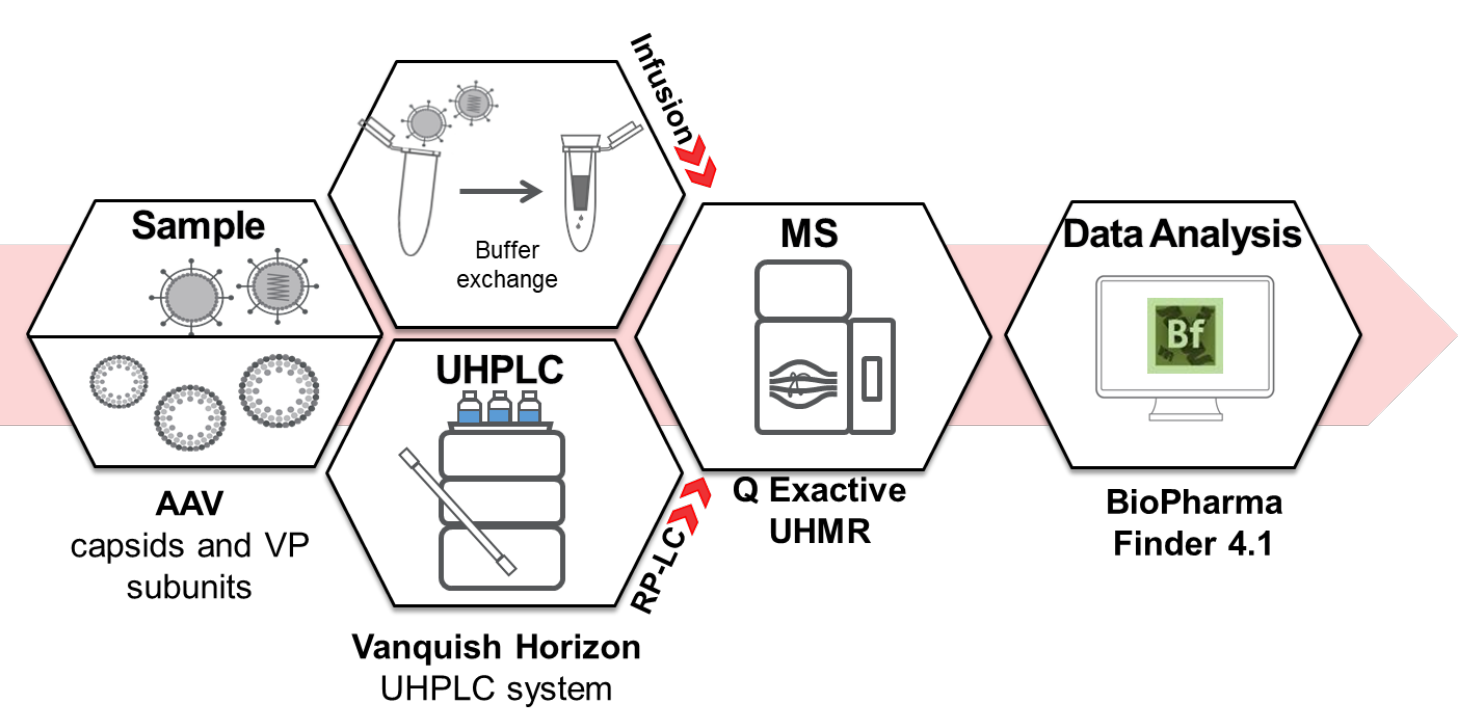 Infusion
Sample
Buffer
exchange
MS
Data Analysis
Bf
UHPLC
AAV
capsids and VP
subunits
RP-LC
Q Exactive
UHMR
BioPharma
Finder 4.1
Vanquish Horizon
UHPLC system